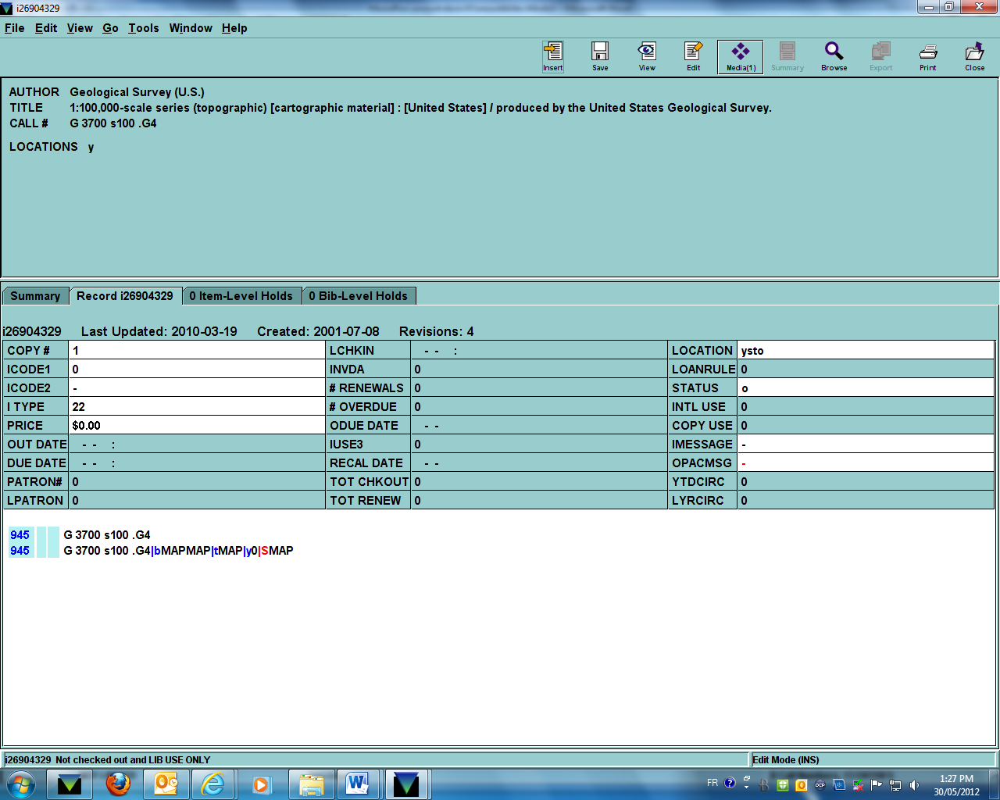 i26904329
File Edit View Go Tools Window Help
Insert Save View Edit Media(1) Summary Browse Export Print Close
AUTHOR Geological Survey (U.S.)
TITLE 1:100,000-scale series (topographic) [cartographic material] : [United States] / produced by the United States Geological Survey.
CALL # G 3700 s100 .G4
LOCATIONS y
Summary Record i26904329 0 Item-Level Holds 0 Bib-Level Holds
i26904329 Last Updated: 2010-03-19 Created: 2001-07-08 Revisions: 4
COPY # 1 LCHKIN - - : LOCATION ysto
ICODE1 0 INVDA 0 LOANRULE 0
ICODE2 - # RENEWALS 0 STATUS o
I TYPE 22 # OVERDUE 0 INTL USE 0
PRICE $0.00 ODUE DATE - - COPY USE 0
OUT DATE - - : IUSE3 0 IMESSAGE -
DUE DATE - - : RECAL DATE - - OPACMSG -
PATRON# 0 TOT CHKOUT 0 YTDCIRC 0
LPATRON 0 TOT RENEW 0 LYRCIRC 0
945 G 3700 s100 .G4
945 G 3700 s100 .G4|bMAPMAP|tMAP|y0|SMAP
i26904329 Not checked out and LIB USE ONLY Edit Mode (INS)
FR 1:27 PM
30/05/2012